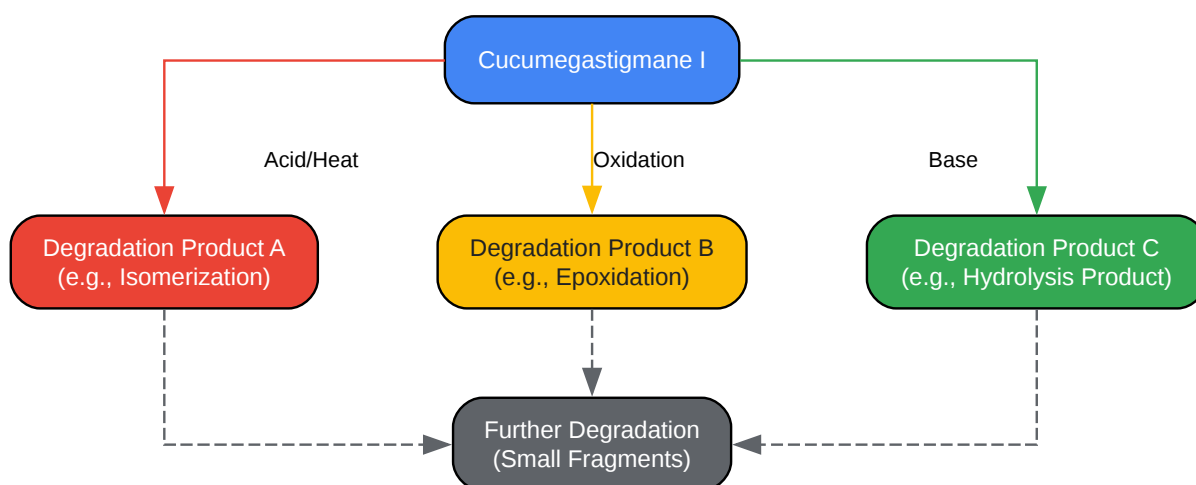 Cucumegastigmane I
Acid/Heat
Oxidation
Base
Degradation Product A
(e.g., Isomerization)
Degradation Product B
(e.g., Epoxidation)
Degradation Product C
(e.g., Hydrolysis Product)
Further Degradation
(Small Fragments)